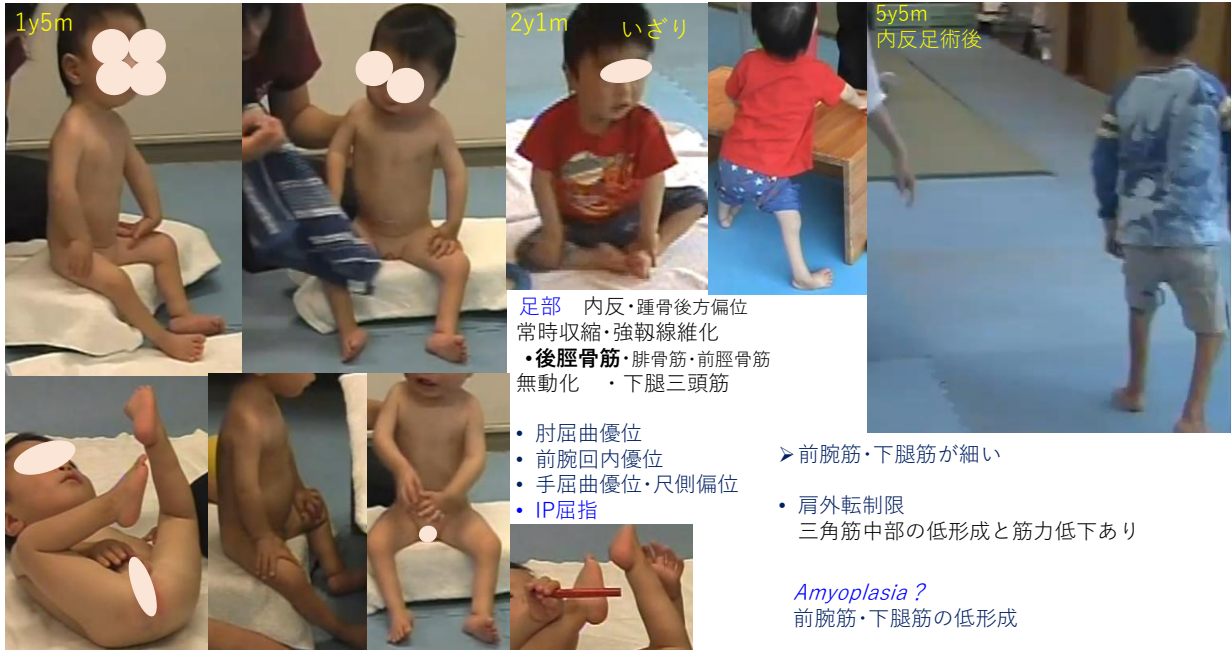 1y5m
2y1m
いざり
5y5m
内反足術後
足部 内反・踵骨後方偏位
常時収縮・強靱線維化
・後脛骨筋・腓骨筋・前脛骨筋
無動化 ・下腿三頭筋
• 肘屈曲優位
• 前腕回内優位
• 手屈曲優位・尺側偏位
• IP屈指
➢前腕筋・下腿筋が細い
• 肩外転制限
三角筋中部の低形成と筋力低下あり
Amyoplasia？
前腕筋・下腿筋の低形成